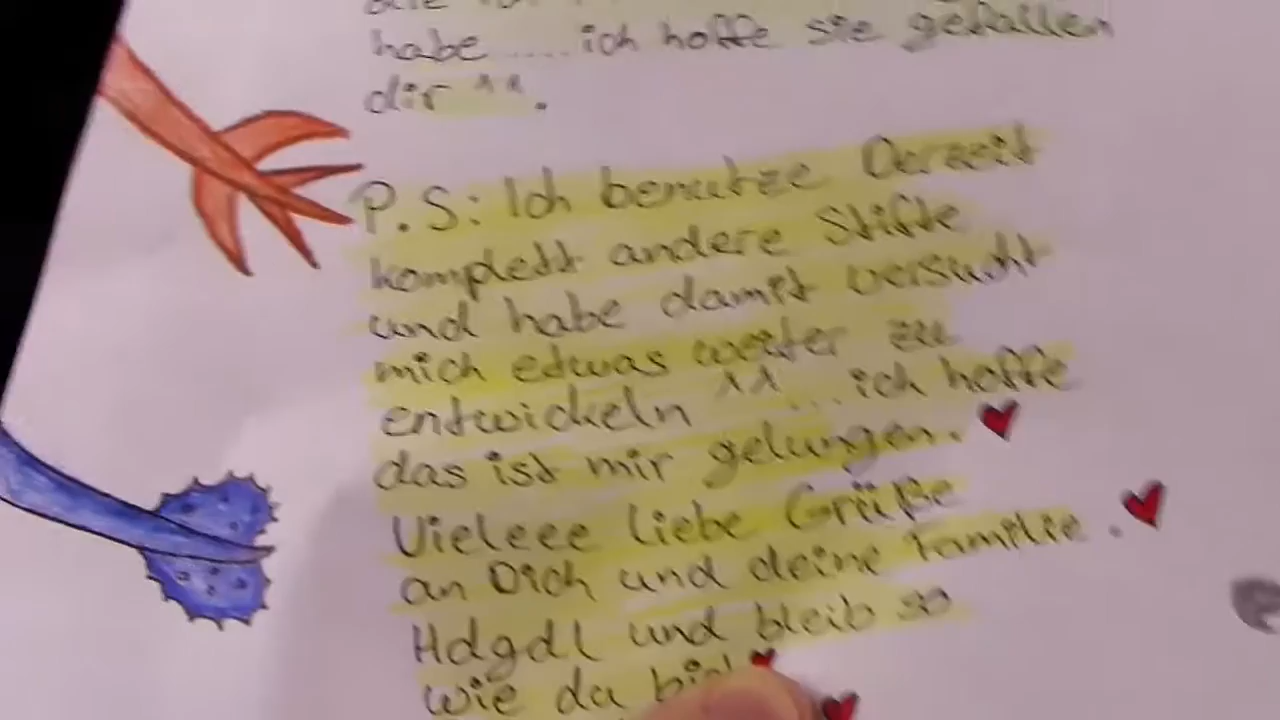 habe ..... ich hoffe sie gefallen
dir ^^.
P.S: Ich benutze Derzeit
komplett andere Stifte
und habe damit versucht
mich etwas weiter zu
entwickeln ^^ ... ich hoffe
das ist mir gelungen.
Vieleee liebe Grüße
an Dich und deine Familie.
Hdgdl und bleib so
wie da